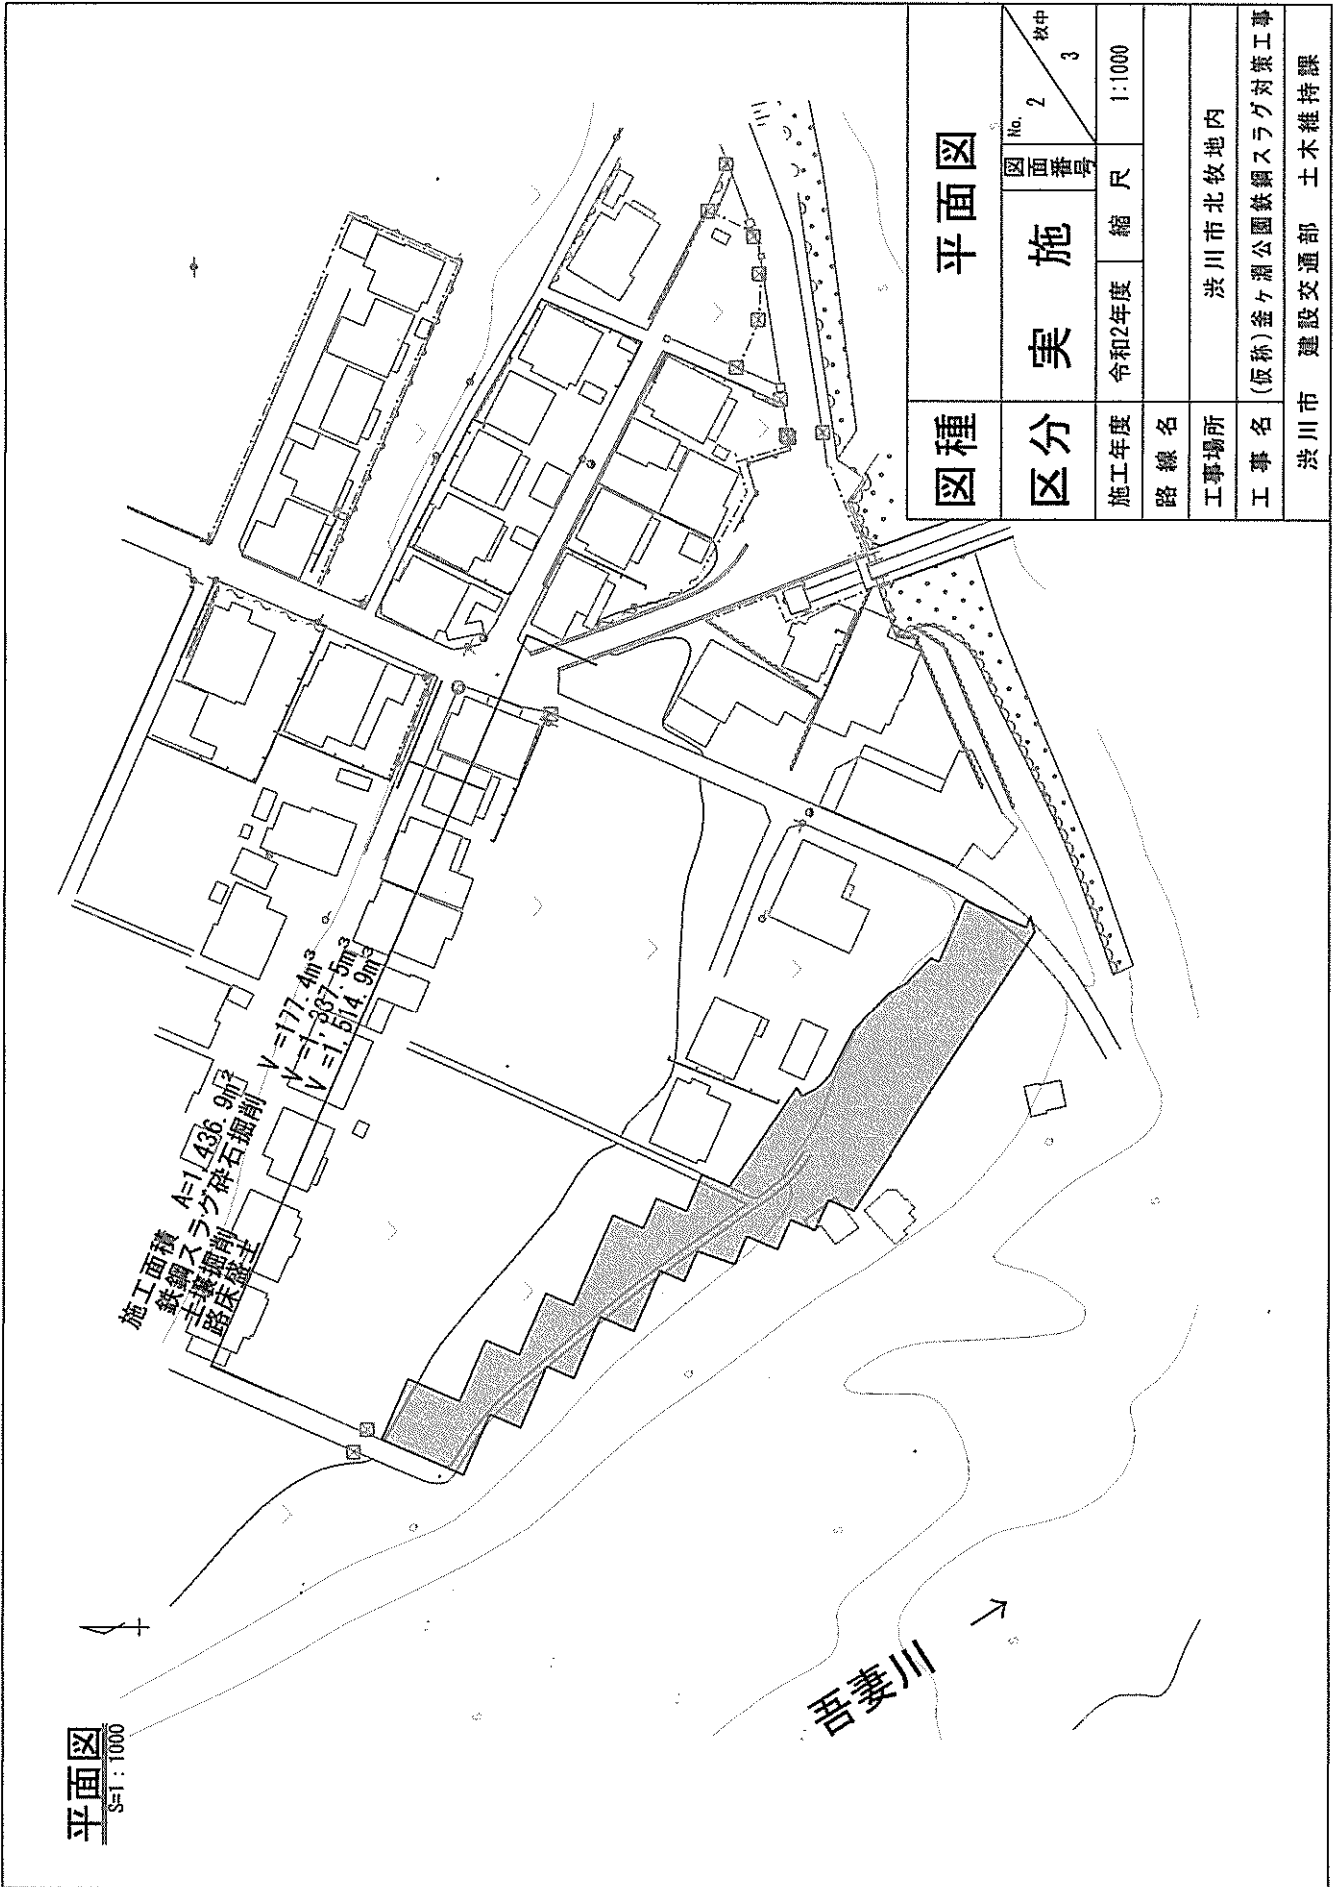 平面図
S=1:1000
施工面積 A=1,436.9m²
鉄鋼スラグ砕石掘削 V=177.4m³
土壌掘削 V=1,337.5m³
路床盛土 V=1,514.9m³
吾妻川
図種 平面図
区分 実施 図面番号 No. 2 3 枚中
施工年度 令和2年度 縮尺 1:1000
路線名
工事場所 渋川市北牧地内
工事名 (仮称)釜ヶ淵公園鉄鋼スラグ対策工事
渋川市 建設交通部 土木維持課